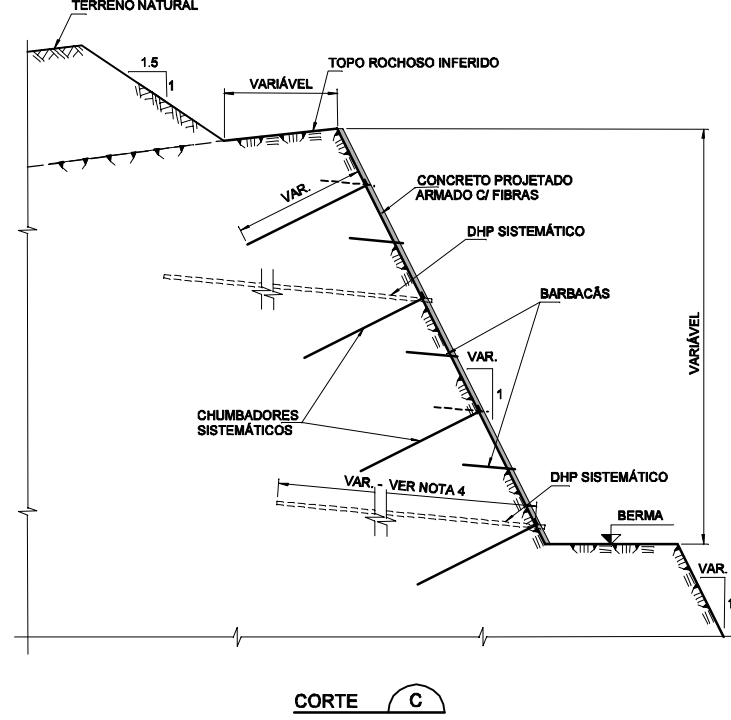 TERRENO NATURAL
1.5
1
TOPO ROCHOSO INFERIDO
VARIÁVEL
VAR.
CONCRETO PROJETADO
ARMADO C/ FIBRAS
DHP SISTEMÁTICO
BARBACÃS
VARIÁVEL
VAR.
1
CHUMBADORES
SISTEMÁTICOS
VAR. - VER NOTA 4
DHP SISTEMÁTICO
BERMA
VAR.
1
CORTE C